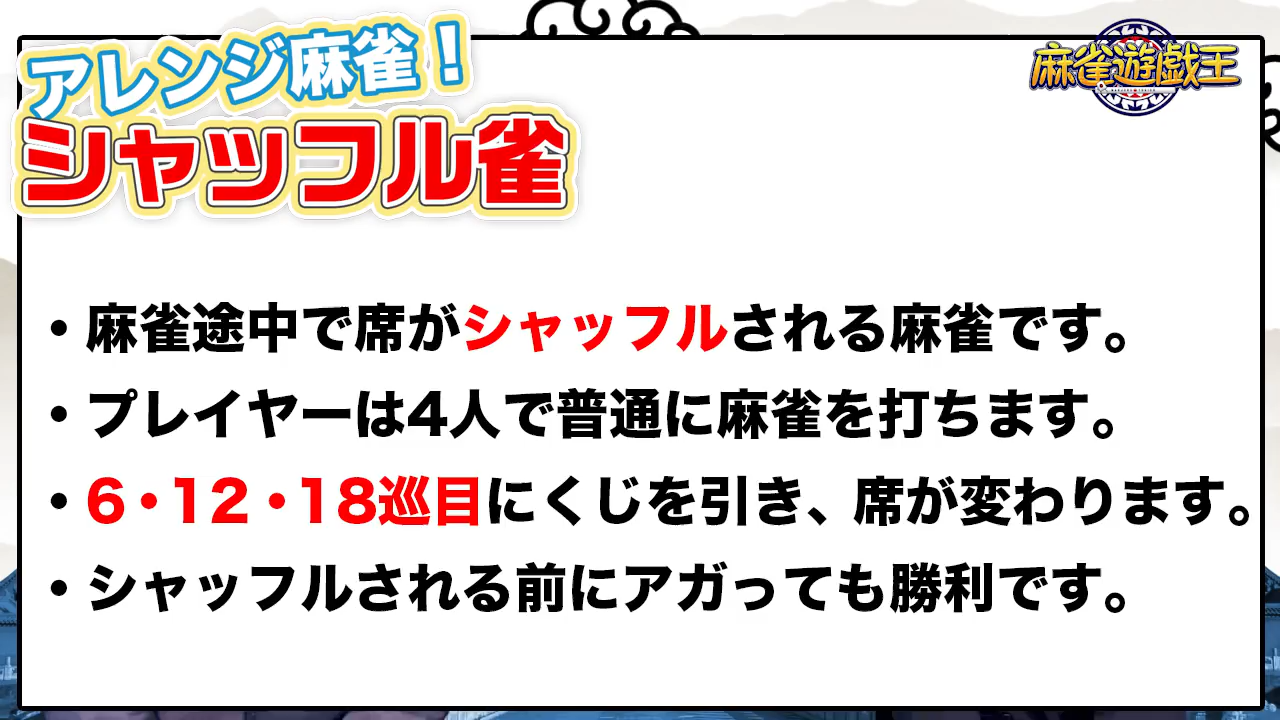 アレンジ麻雀!
シャッフル雀
麻雀遊戯王
・麻雀途中で席がシャッフルされる麻雀です。
・プレイヤーは4人で普通に麻雀を打ちます。
・6・12・18巡目にくじを引き、席が変わります。
・シャッフルされる前にアガっても勝利です。